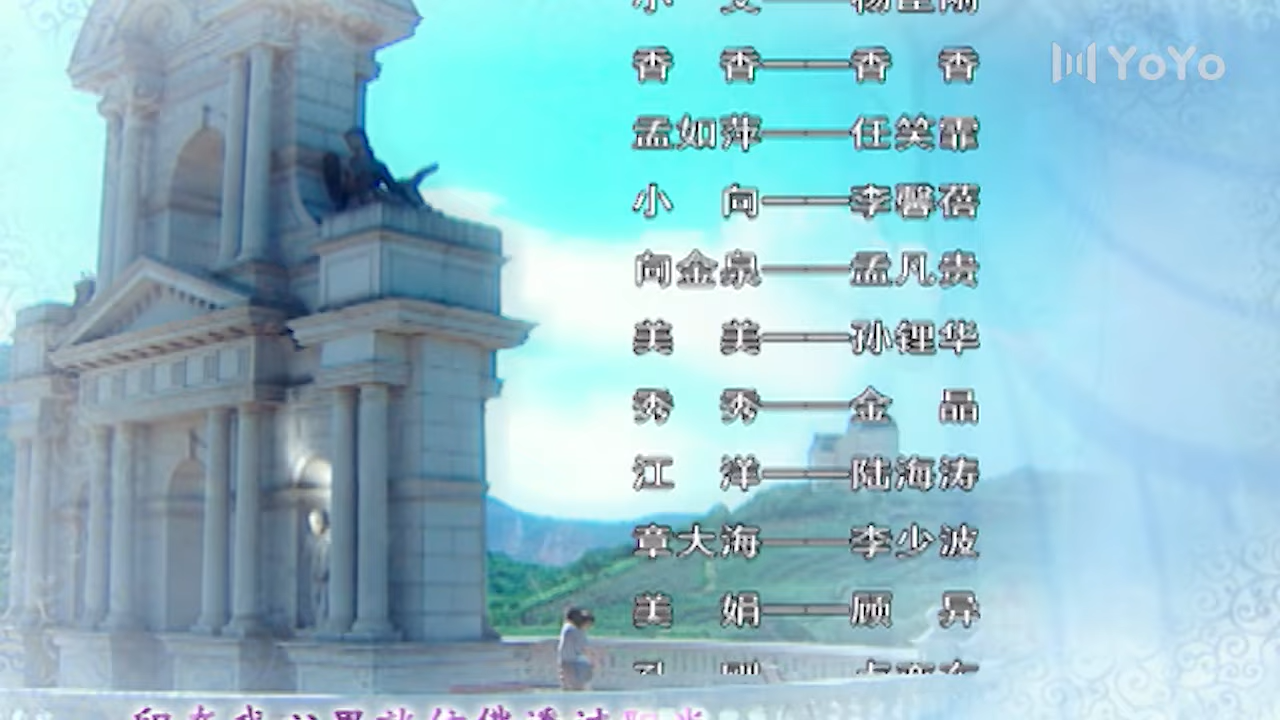 YoYo
香 香——香 香
孟如萍——任笑霏
小 向——李馨蓓
向金泉——孟凡贵
美 美——孙锂华
秀 秀——金 晶
江 洋——陆海涛
章大海——李少波
美 娟——顾 异